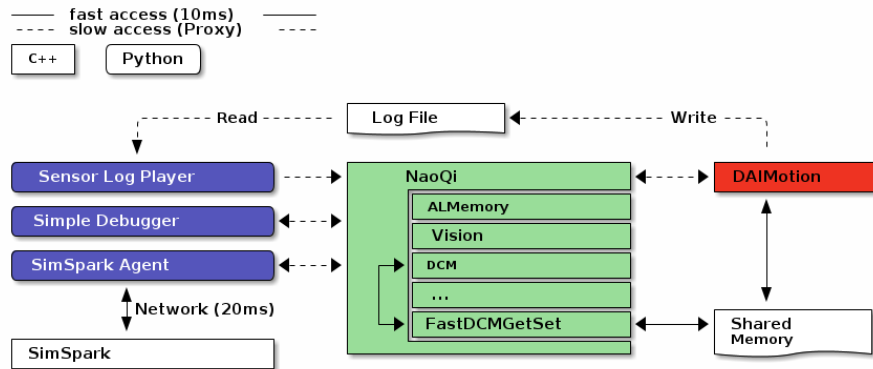 fast access (10ms)
slow access (Proxy)
C++
Python
Read
Log File
Write
Sensor Log Player
NaoQi
DAIMotion
ALMemory
Simple Debugger
Vision
SimSpark Agent
DCM
...
Network (20ms)
FastDCMGetSet
Shared
Memory
SimSpark